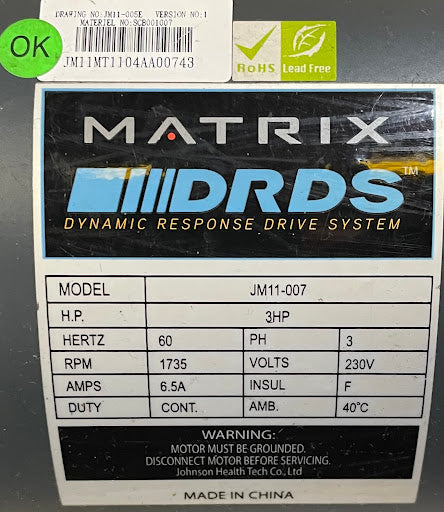 DRAWING NO:JM11-005E VERSION NO:1
MATERIEL NO:SCB001007
JM11MT1104AA00743
OK
RoHS Lead Free
MATRIX
DRDS™
DYNAMIC RESPONSE DRIVE SYSTEM
MODEL JM11-007
H.P. 3HP
HERTZ 60 PH 3
RPM 1735 VOLTS 230V
AMPS 6.5A INSUL F
DUTY CONT. AMB. 40°C
WARNING:
MOTOR MUST BE GROUNDED.
DISCONNECT MOTOR BEFORE SERVICING.
Johnson Health Tech Co., Ltd
MADE IN CHINA